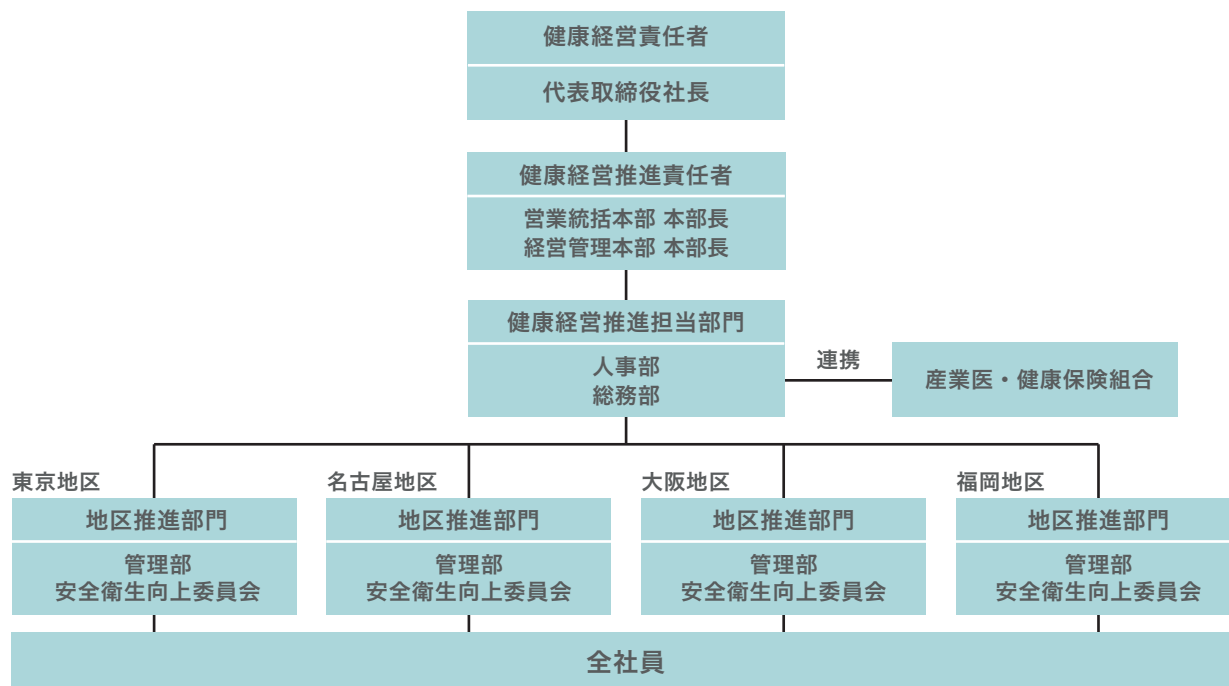 健康経営責任者
代表取締役社長
健康経営推進責任者
営業統括本部 本部長
経営管理本部 本部長
健康経営推進担当部門
人事部
総務部
連携
産業医・健康保険組合
東京地区
地区推進部門
管理部
安全衛生向上委員会
名古屋地区
地区推進部門
管理部
安全衛生向上委員会
大阪地区
地区推進部門
管理部
安全衛生向上委員会
福岡地区
地区推進部門
管理部
安全衛生向上委員会
全社員